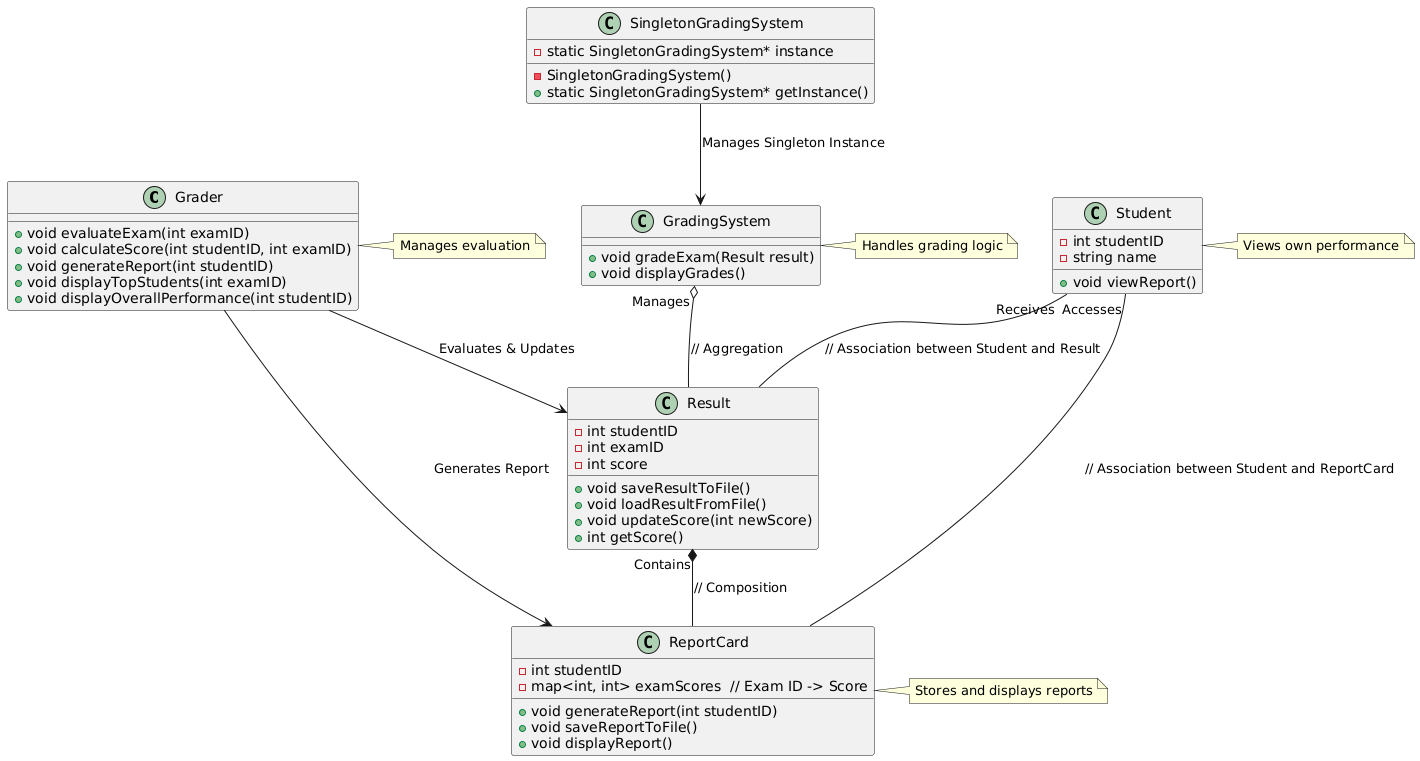 C SingletonGradingSystem
static SingletonGradingSystem* instance
SingletonGradingSystem()
static SingletonGradingSystem* getInstance()
Manages Singleton Instance
C Grader
void evaluateExam(int examID)
void calculateScore(int studentID, int examID)
void generateReport(int studentID)
void displayTopStudents(int examID)
void displayOverallPerformance(int studentID)
Manages evaluation
C GradingSystem
void gradeExam(Result result)
void displayGrades()
Handles grading logic
C Student
int studentID
string name
void viewReport()
Views own performance
Manages
Receives
Accesses
Evaluates & Updates
// Aggregation
// Association between Student and Result
C Result
int studentID
int examID
int score
void saveResultToFile()
void loadResultFromFile()
void updateScore(int newScore)
int getScore()
Generates Report
// Association between Student and ReportCard
Contains
// Composition
C ReportCard
int studentID
map<int, int> examScores  // Exam ID -> Score
void generateReport(int studentID)
void saveReportToFile()
void displayReport()
Stores and displays reports